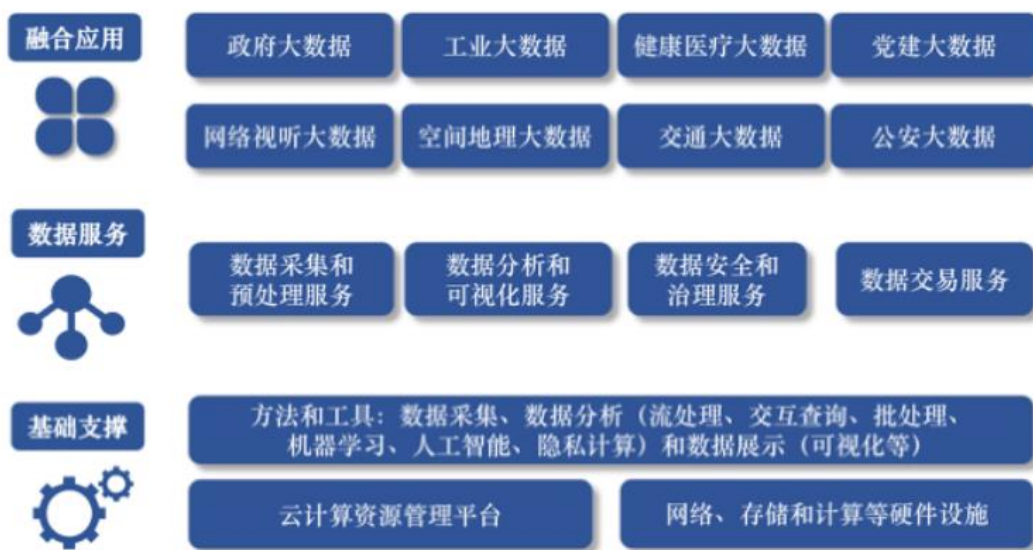 融合应用
政府大数据
工业大数据
健康医疗大数据
党建大数据
网络视听大数据
空间地理大数据
交通大数据
公安大数据
数据服务
数据采集和
预处理服务
数据分析和
可视化服务
数据安全和
治理服务
数据交易服务
基础支撑
方法和工具：数据采集、数据分析（流处理、交互查询、批处理、
机器学习、人工智能、隐私计算）和数据展示（可视化等）
云计算资源管理平台
网络、存储和计算等硬件设施